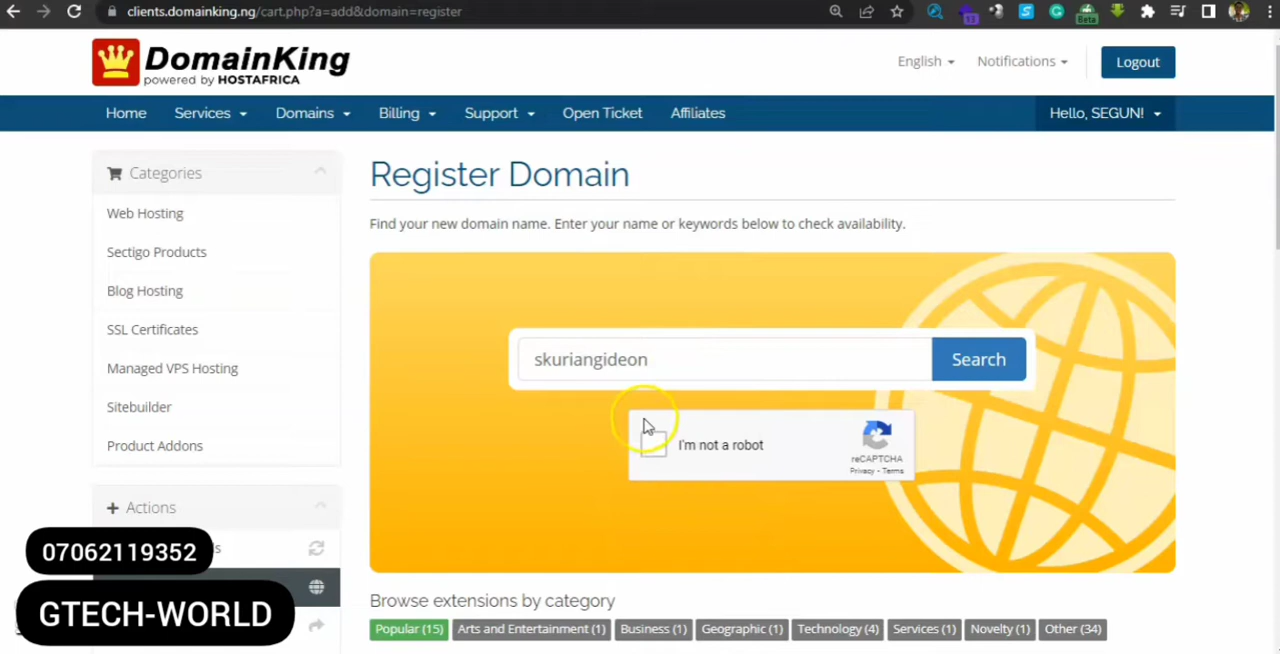 clients.domainking.ng/cart.php?a=add&domain=register
13
Beta
DomainKing
powered by HOSTAFRICA
English
Notifications
Logout
Home
Services
Domains
Billing
Support
Open Ticket
Affiliates
Hello, SEGUN!
Categories
Web Hosting
Sectigo Products
Blog Hosting
SSL Certificates
Managed VPS Hosting
Sitebuilder
Product Addons
Actions
07062119352
GTECH-WORLD
Register Domain
Find your new domain name. Enter your name or keywords below to check availability.
skuriangideon
Search
I'm not a robot
reCAPTCHA
Privacy - Terms
Browse extensions by category
Popular (15)
Arts and Entertainment (1)
Business (1)
Geographic (1)
Technology (4)
Services (1)
Novelty (1)
Other (34)